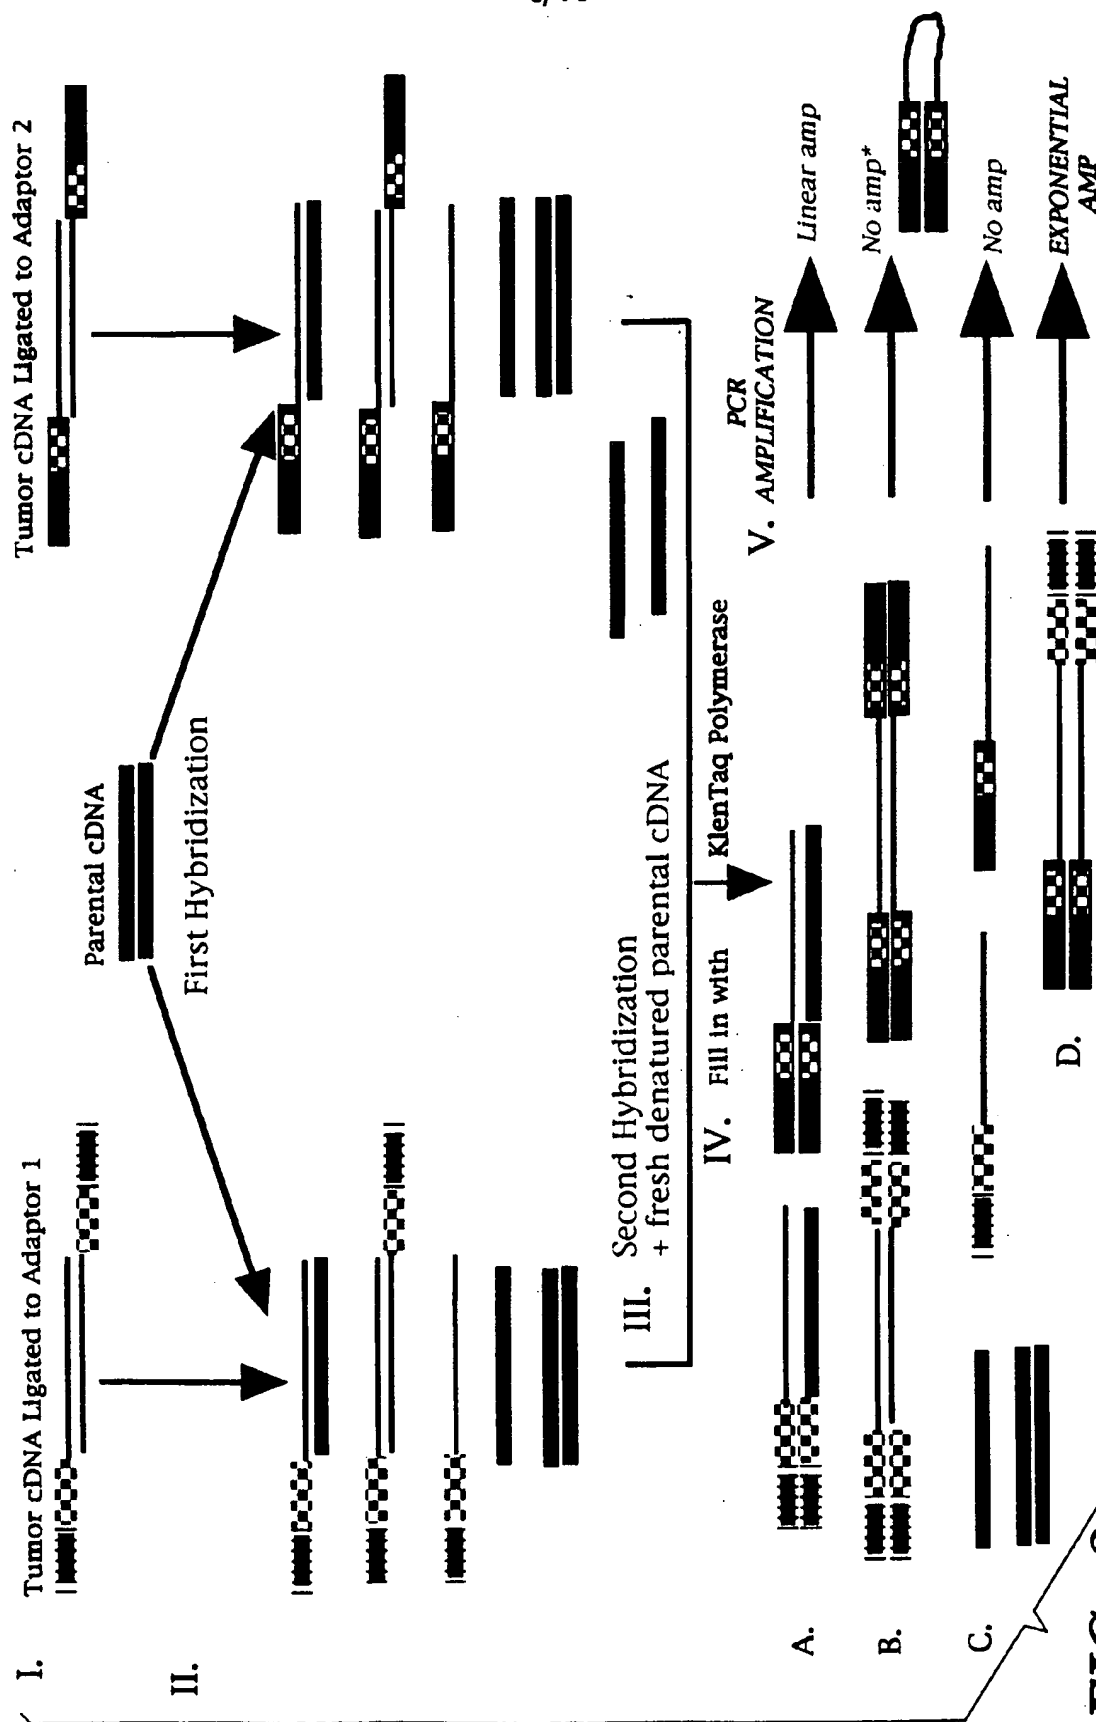 I.
Tumor cDNA Ligated to Adaptor 1
Tumor cDNA Ligated to Adaptor 2
Parental cDNA
First Hybridization
II.
III. Second Hybridization
+ fresh denatured parental cDNA
IV. Fill in with KlenTaq Polymerase
V. PCR
AMPLIFICATION
A.
Linear amp
B.
No amp*
C.
No amp
D.
EXPONENTIAL
AMP